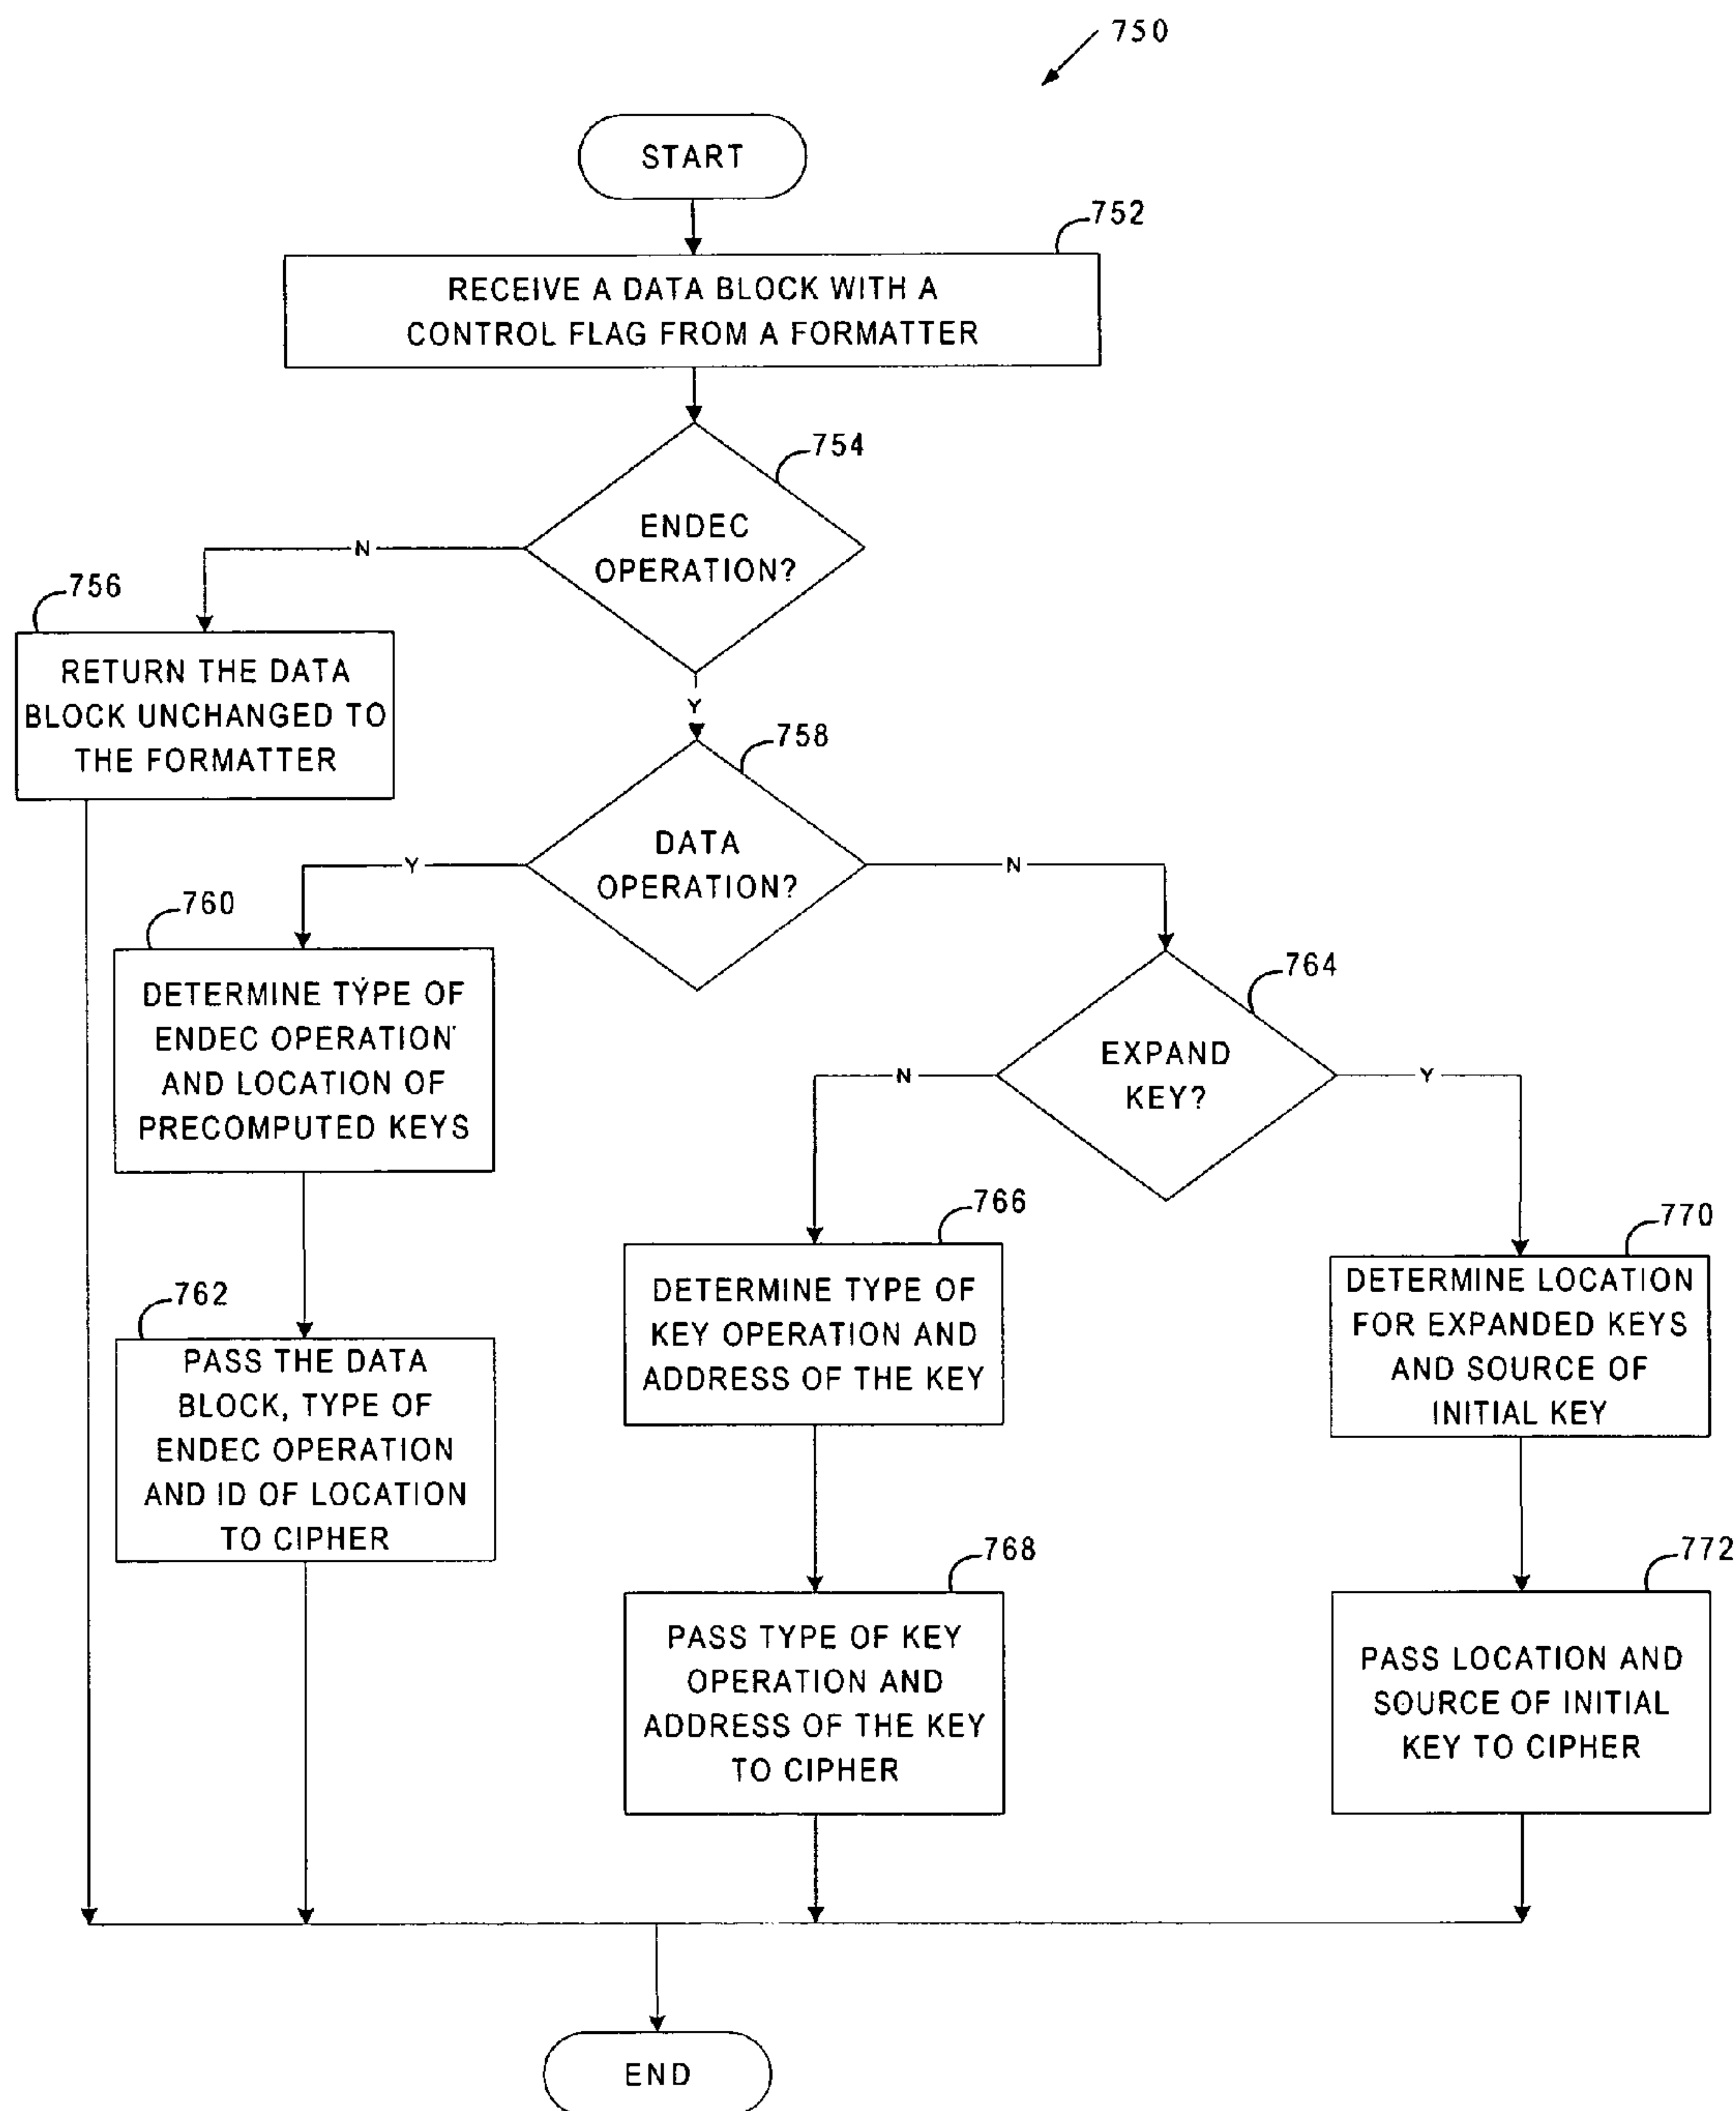 750
START
752
RECEIVE A DATA BLOCK WITH A
CONTROL FLAG FROM A FORMATTER
754
ENDEC
OPERATION?
N
756
RETURN THE DATA
BLOCK UNCHANGED TO
THE FORMATTER
Y
758
DATA
OPERATION?
Y
N
760
DETERMINE TYPE OF
ENDEC OPERATION
AND LOCATION OF
PRECOMPUTED KEYS
764
EXPAND
KEY?
N
Y
762
PASS THE DATA
BLOCK, TYPE OF
ENDEC OPERATION
AND ID OF LOCATION
TO CIPHER
766
DETERMINE TYPE OF
KEY OPERATION AND
ADDRESS OF THE KEY
770
DETERMINE LOCATION
FOR EXPANDED KEYS
AND SOURCE OF
INITIAL KEY
768
PASS TYPE OF KEY
OPERATION AND
ADDRESS OF THE KEY
TO CIPHER
772
PASS LOCATION AND
SOURCE OF INITIAL
KEY TO CIPHER
END